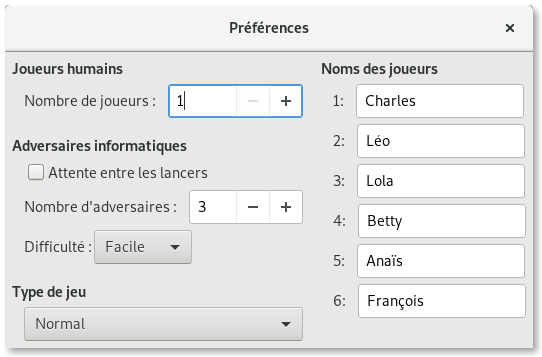 Préférences
Joueurs humains
Nombre de joueurs : 1
Adversaires informatiques
Attente entre les lancers
Nombre d'adversaires : 3
Difficulté : Facile
Type de jeu
Normal
Noms des joueurs
1: Charles
2: Léo
3: Lola
4: Betty
5: Anaïs
6: François